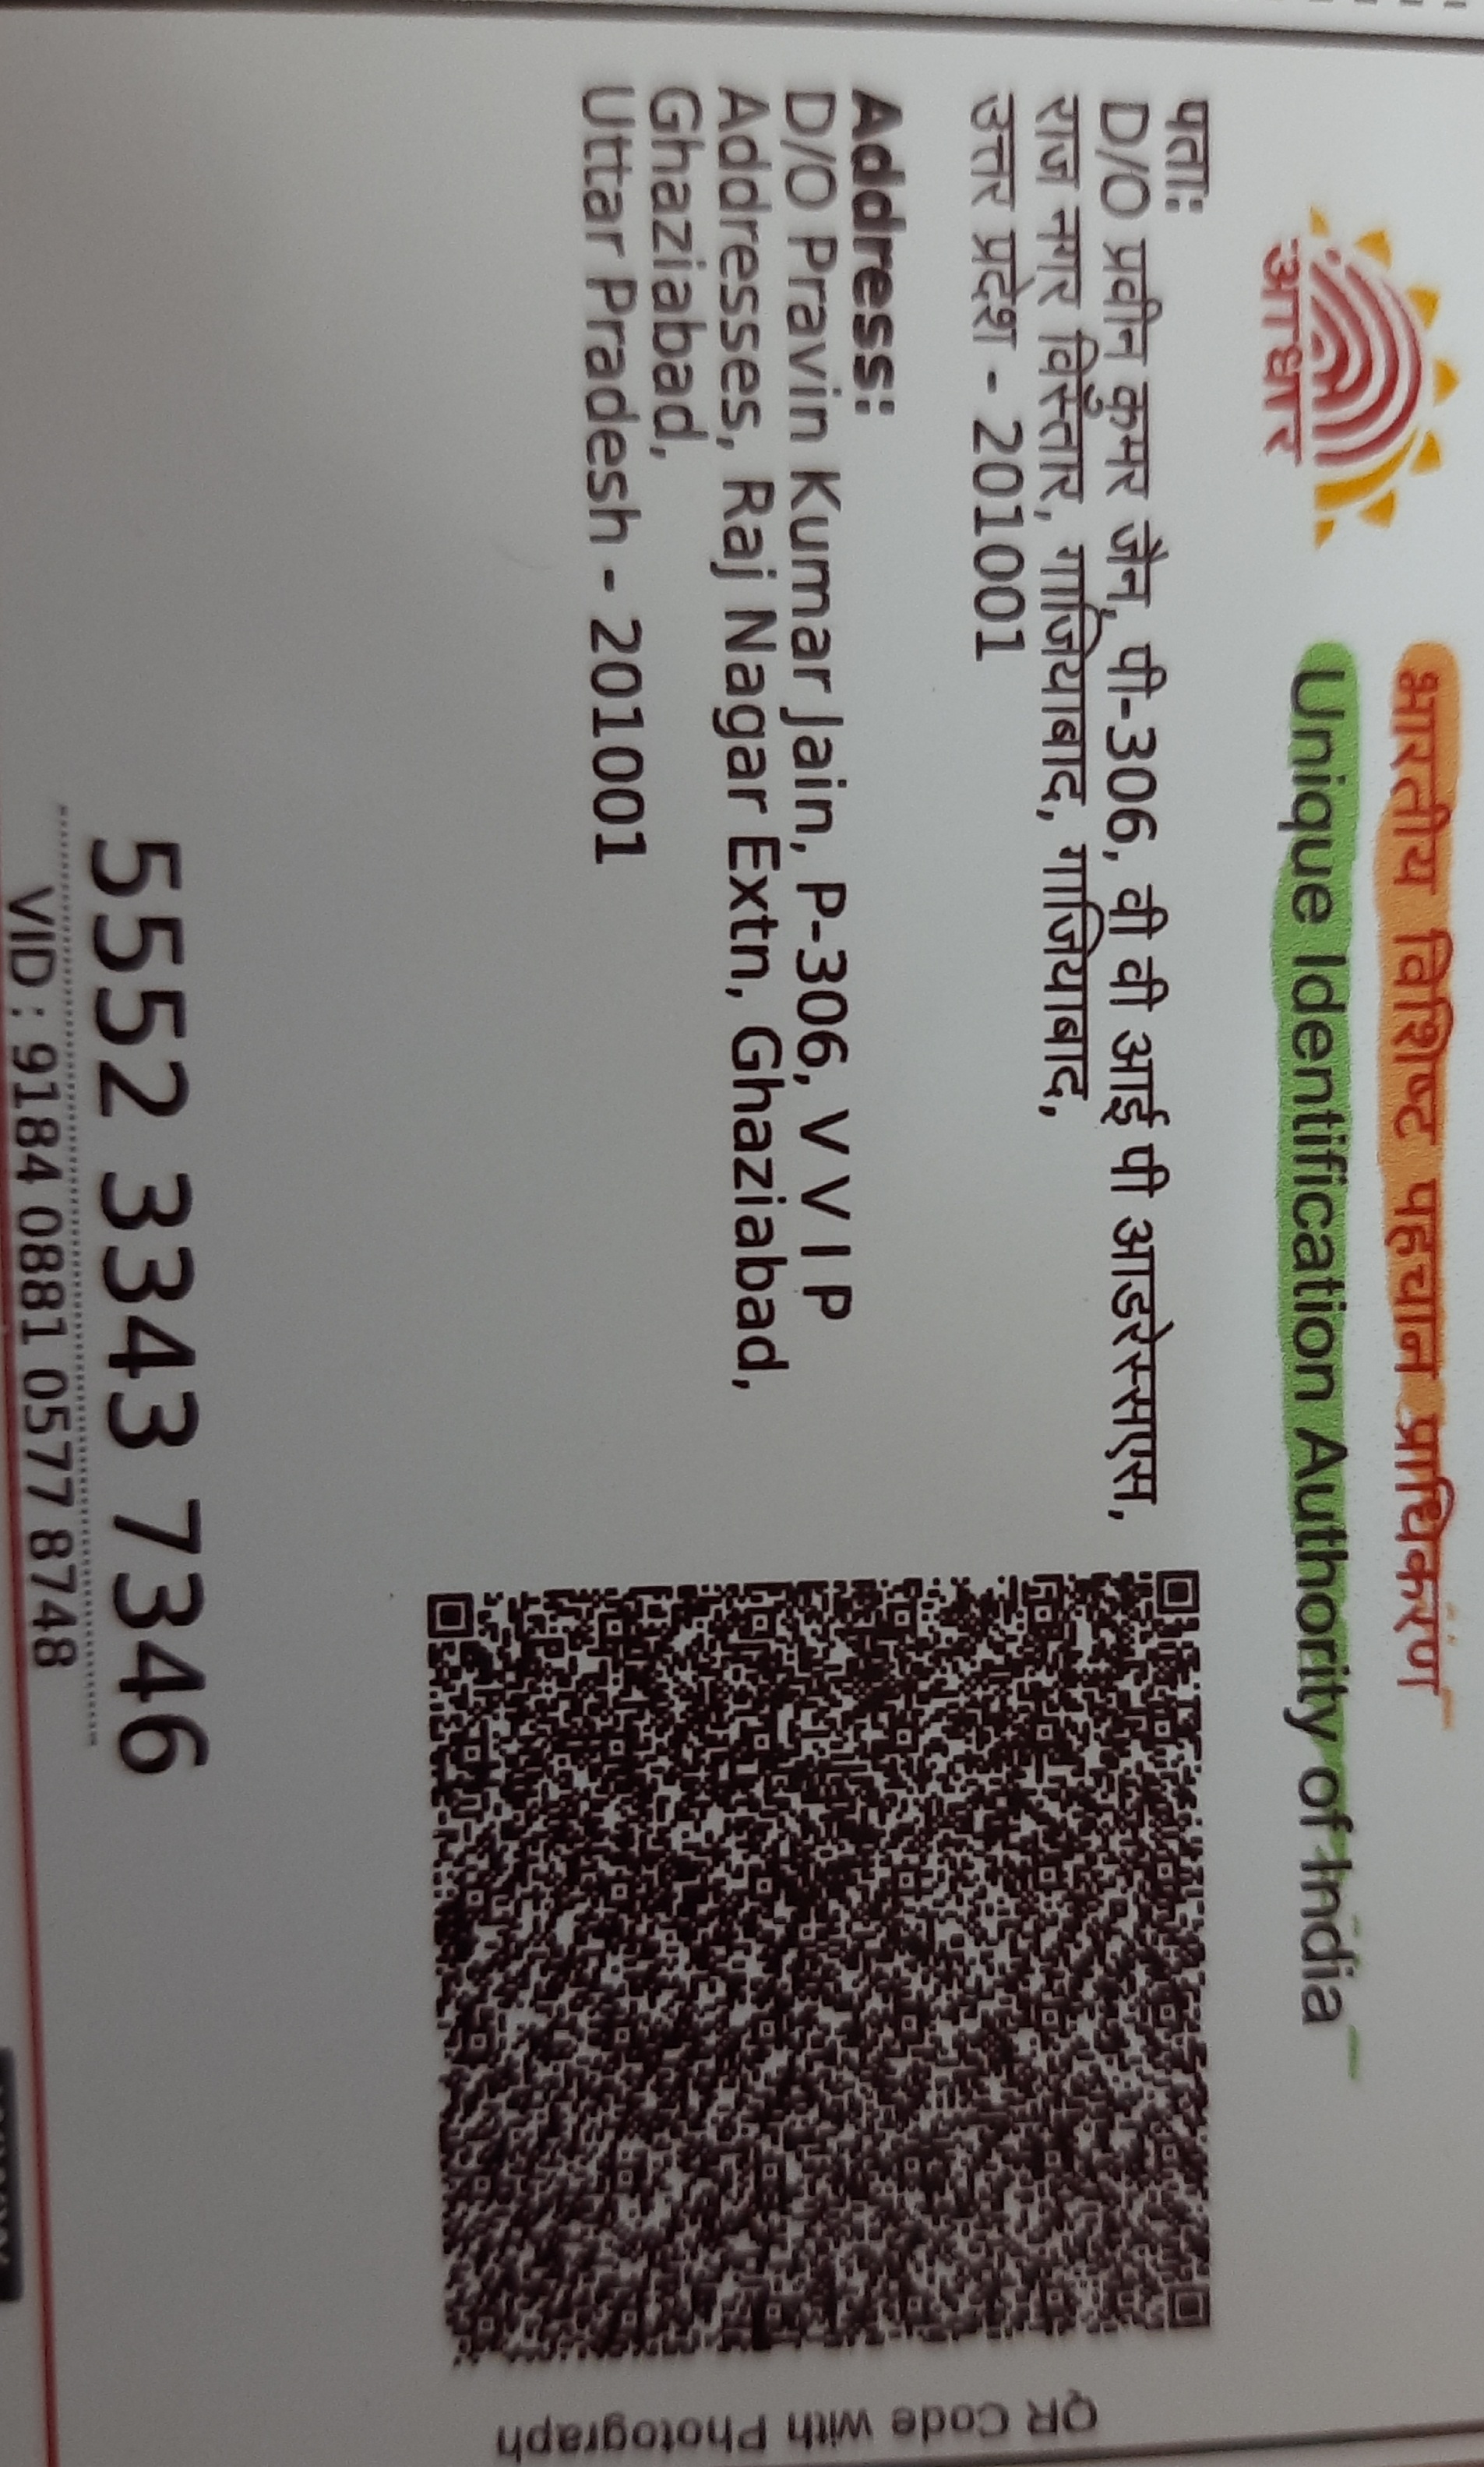 आधार
भारतीय विशिष्ट पहचान प्राधिकरण
Unique Identification Authority of India
पताः
D/O प्रवीन कुमर जैन, पी-306, वी वी आई पी आडरेस्सएस,
राज नगर विस्तार, गाज़ियाबाद, गाज़ियाबाद,
उत्तर प्रदेश - 201001
Address:
D/O Pravin Kumar Jain, P-306, V V I P
Addresses, Raj Nagar Extn, Ghaziabad,
Ghaziabad,
Uttar Pradesh - 201001
QR Code with Photograph
5552 3343 7346
VID : 9184 0881 0577 8748